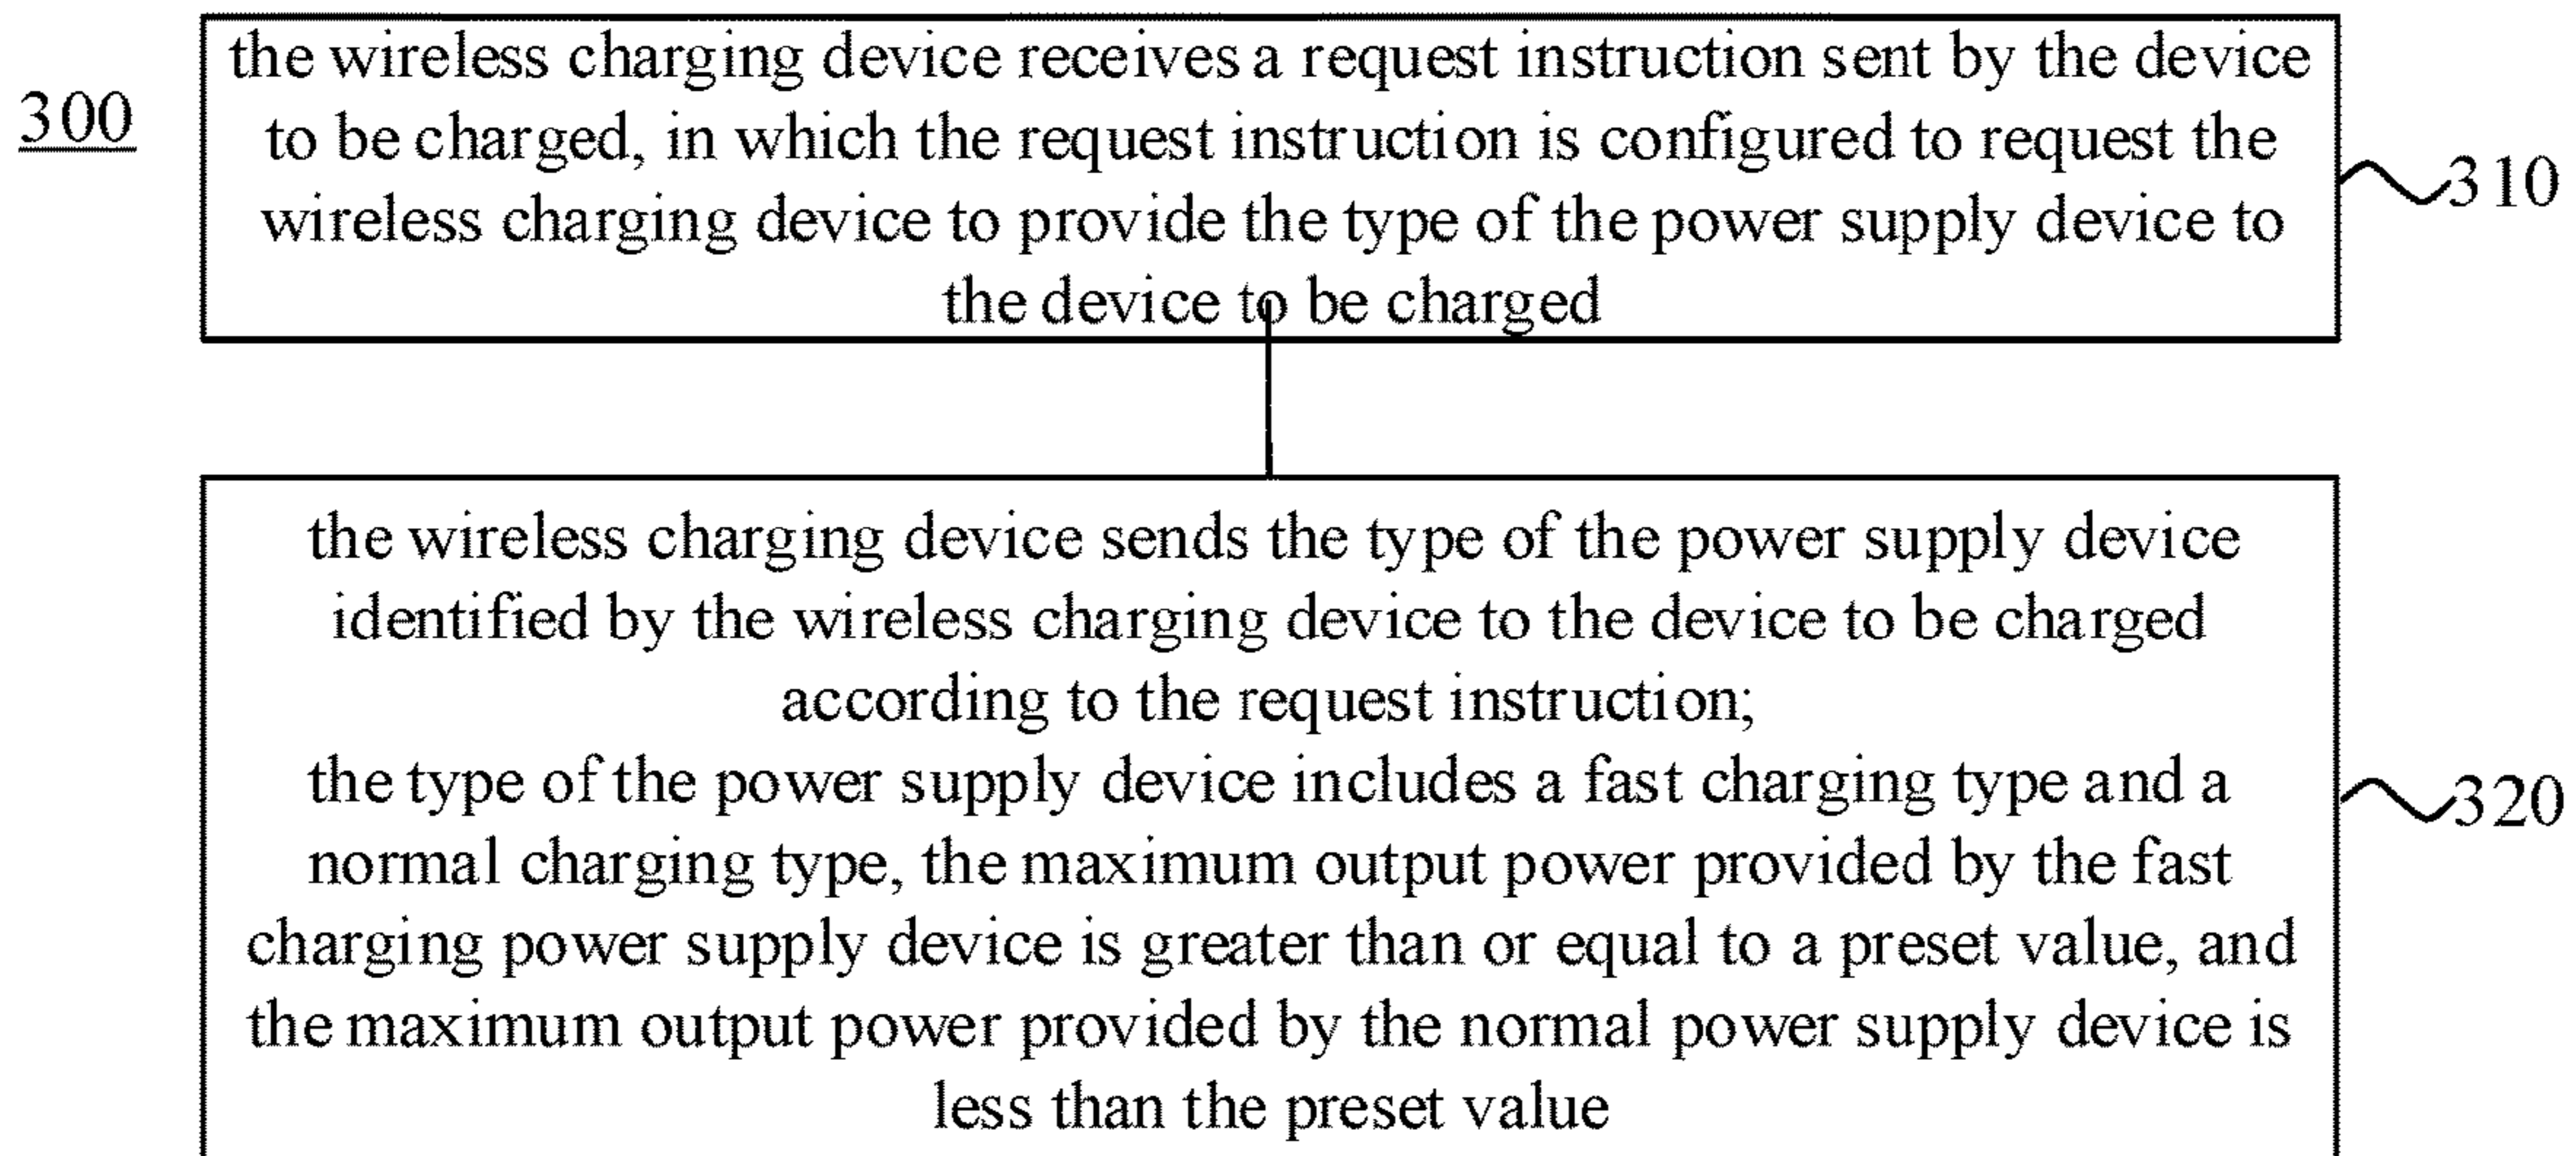 300
the wireless charging device receives a request instruction sent by the device
to be charged, in which the request instruction is configured to request the
wireless charging device to provide the type of the power supply device to
the device to be charged
310
the wireless charging device sends the type of the power supply device
identified by the wireless charging device to the device to be charged
according to the request instruction;
the type of the power supply device includes a fast charging type and a
normal charging type, the maximum output power provided by the fast
charging power supply device is greater than or equal to a preset value, and
the maximum output power provided by the normal power supply device is
less than the preset value
320